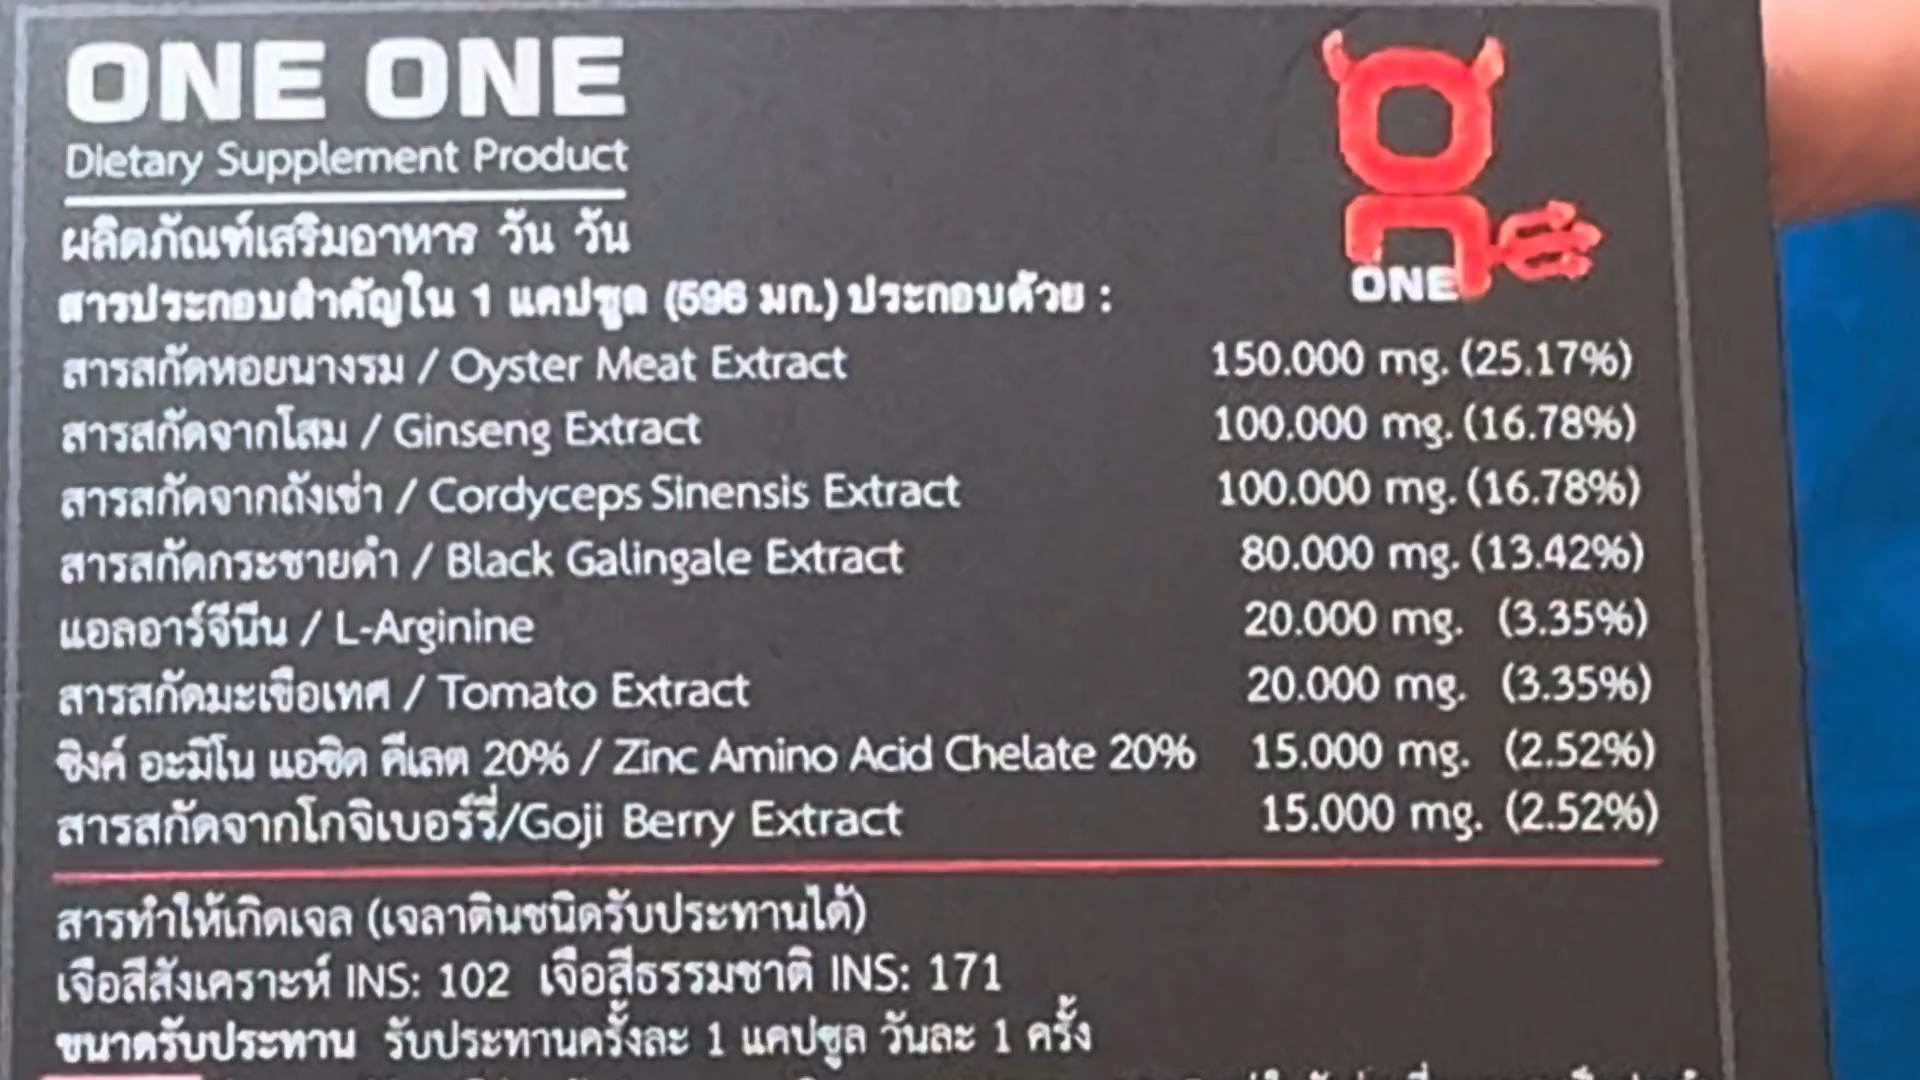 ONE ONE
Dietary Supplement Product
ผลิตภัณฑ์เสริมอาหาร วัน วัน
ONE
สารประกอบสำคัญใน 1 แคปซูล (596 มก.) ประกอบด้วย :
สารสกัดหอยนางรม / Oyster Meat Extract 150.000 mg. (25.17%)
สารสกัดจากโสม / Ginseng Extract 100.000 mg. (16.78%)
สารสกัดจากถังเช่า / Cordyceps Sinensis Extract 100.000 mg. (16.78%)
สารสกัดกระชายดำ / Black Galingale Extract 80.000 mg. (13.42%)
แอลอาร์จีนีน / L-Arginine 20.000 mg. (3.35%)
สารสกัดมะเขือเทศ / Tomato Extract 20.000 mg. (3.35%)
ซิงค์ อะมิโน แอซิด คีเลต 20% / Zinc Amino Acid Chelate 20% 15.000 mg. (2.52%)
สารสกัดจากโกจิเบอร์รี่/Goji Berry Extract 15.000 mg. (2.52%)
สารทำให้เกิดเจล (เจลาตินชนิดรับประทานได้)
เจือสีสังเคราะห์ INS: 102 เจือสีธรรมชาติ INS: 171
ขนาดรับประทาน รับประทานครั้งละ 1 แคปซูล วันละ 1 ครั้ง